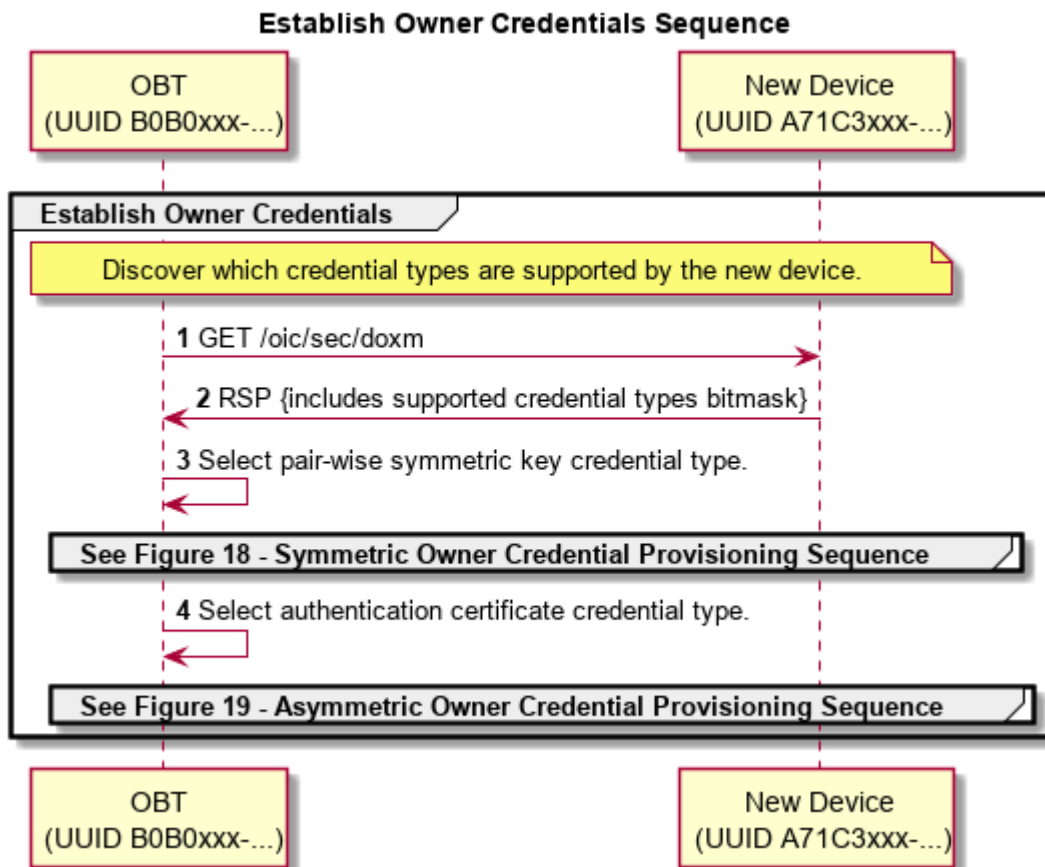 Establish Owner Credentials Sequence
OBT
(UUID B0B0xxx-...)
New Device
(UUID A71C3xxx-...)
Establish Owner Credentials
Discover which credential types are supported by the new device.
1 GET /oic/sec/doxm
2 RSP {includes supported credential types bitmask}
3 Select pair-wise symmetric key credential type.
See Figure 18 - Symmetric Owner Credential Provisioning Sequence
4 Select authentication certificate credential type.
See Figure 19 - Asymmetric Owner Credential Provisioning Sequence
OBT
(UUID B0B0xxx-...)
New Device
(UUID A71C3xxx-...)